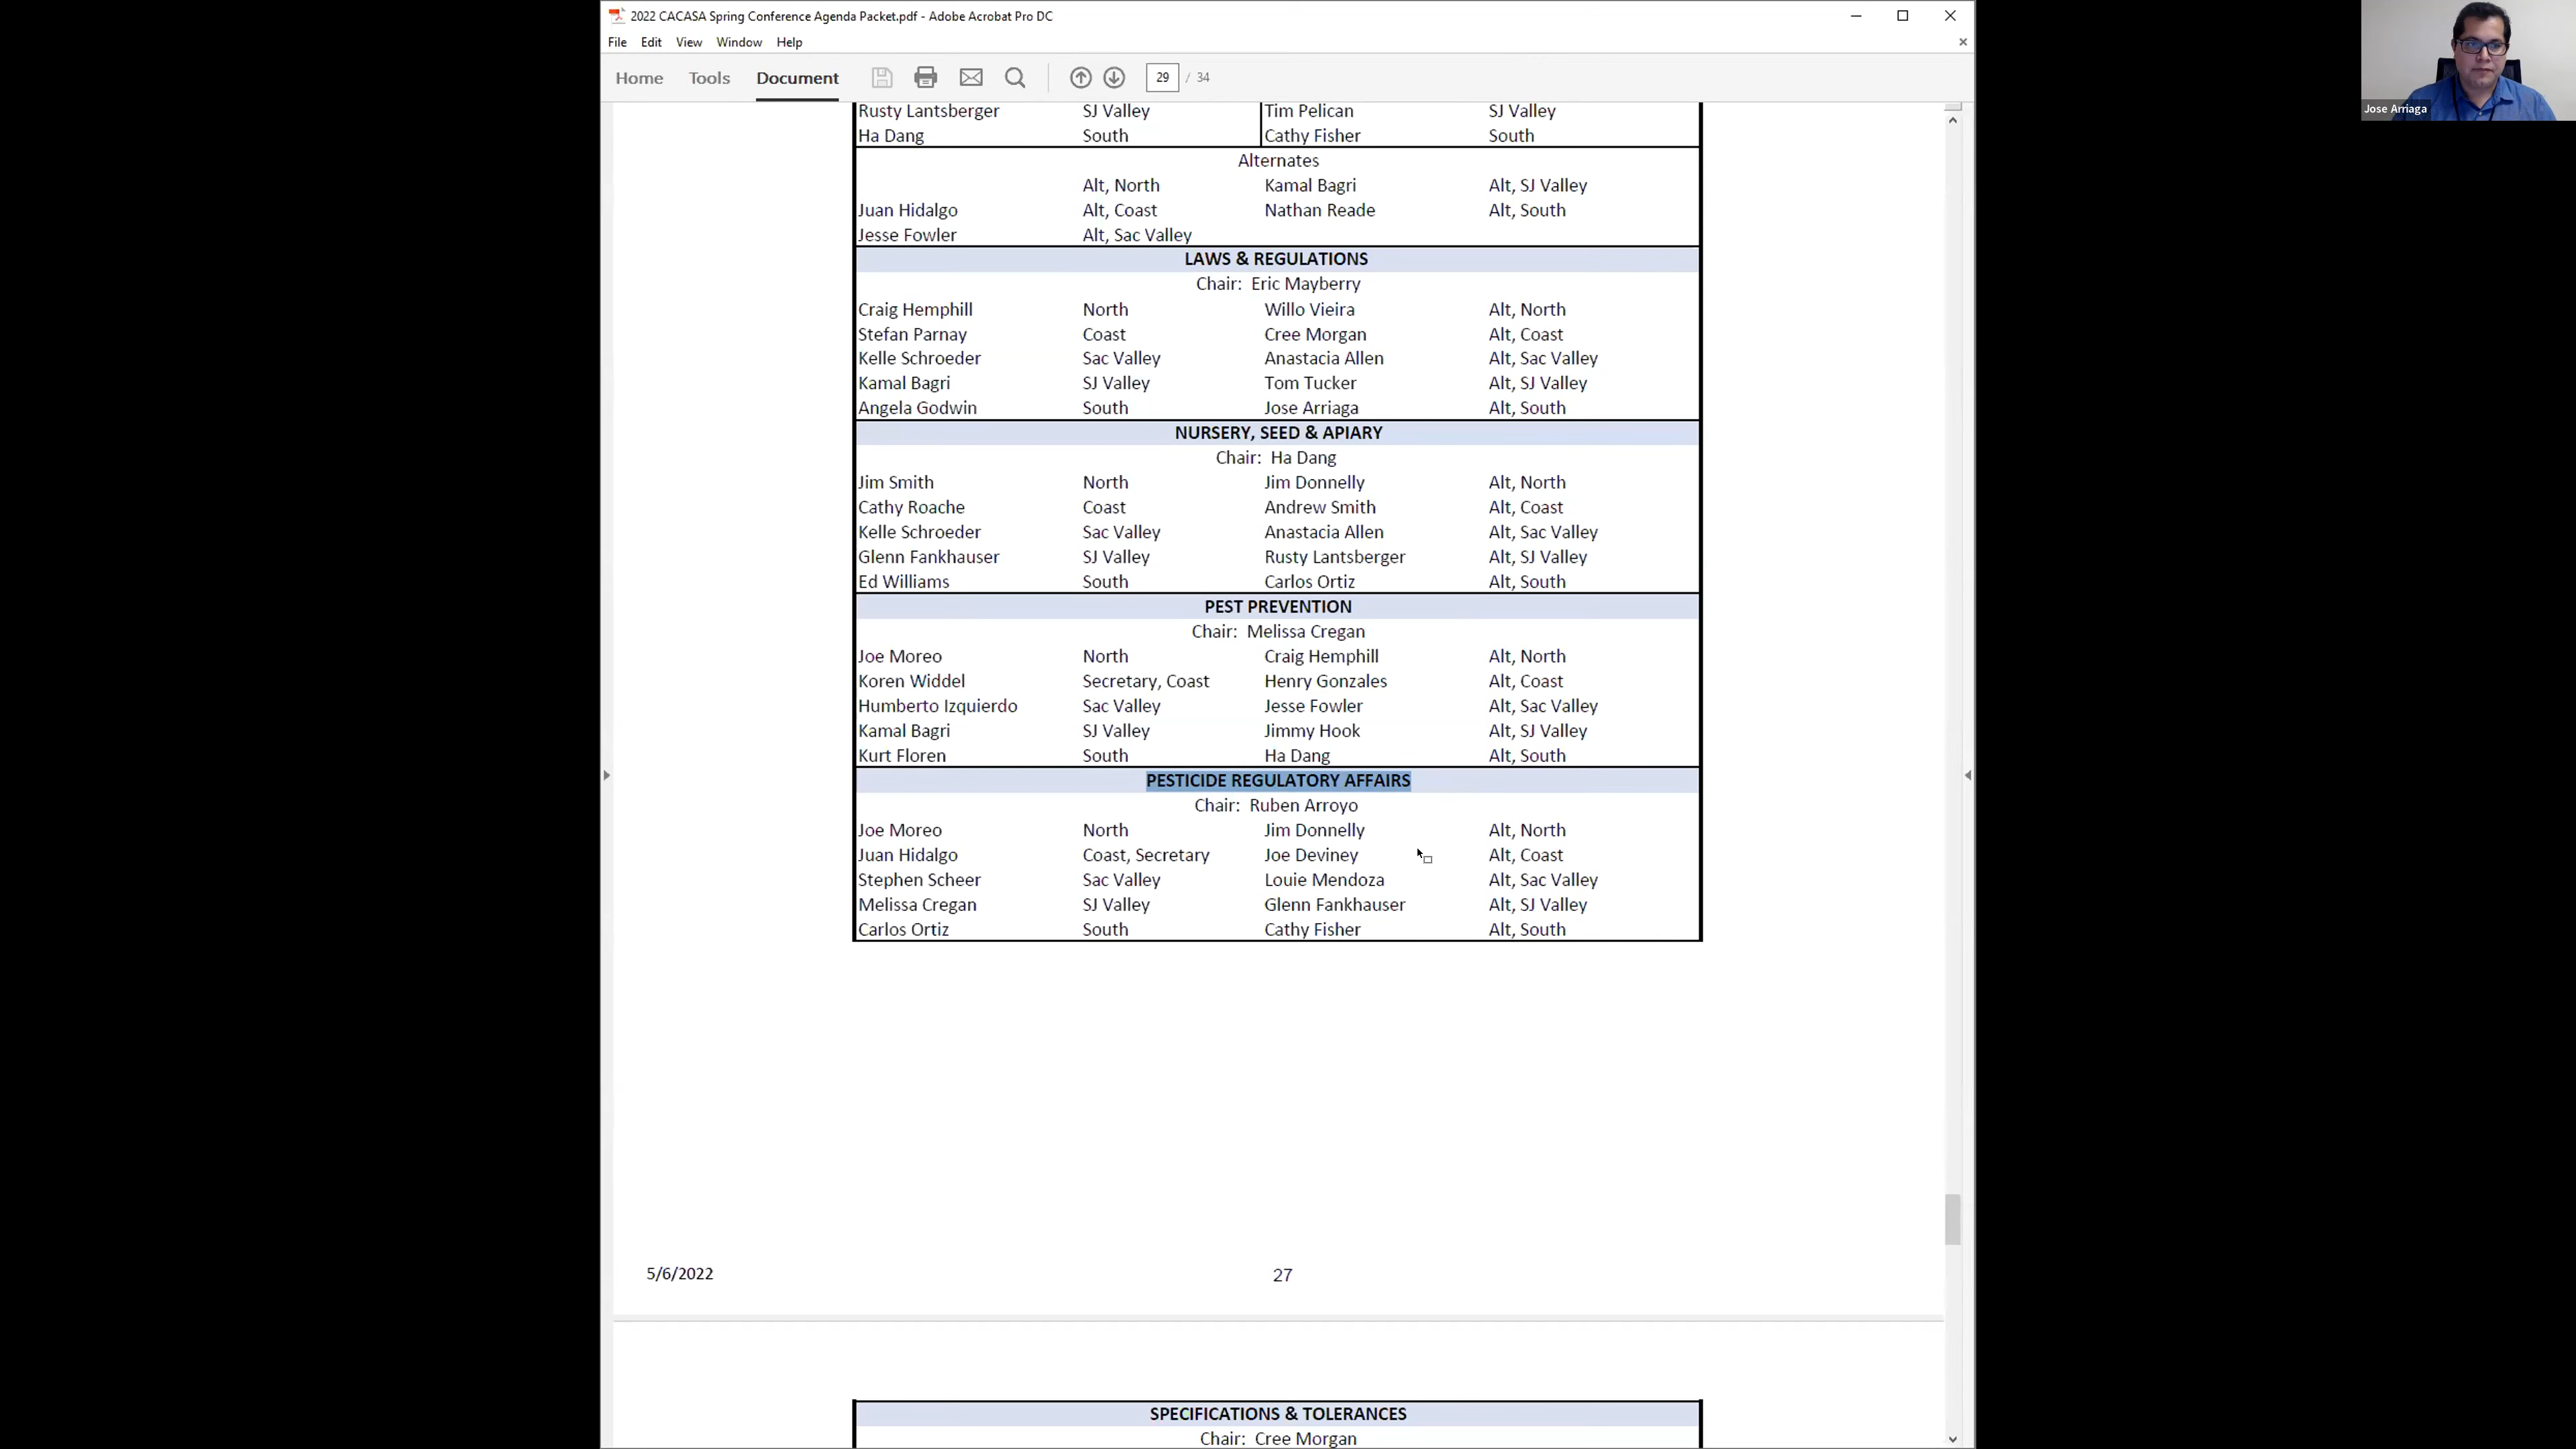 2022 CACASA Spring Conference Agenda Packet.pdf - Adobe Acrobat Pro DC
File Edit View Window Help
Home Tools Document 29 / 34
Jose Arriaga
Rusty Lantsberger SJ Valley Tim Pelican SJ Valley
Ha Dang South Cathy Fisher South
Alternates
Alt, North Kamal Bagri Alt, SJ Valley
Juan Hidalgo Alt, Coast Nathan Reade Alt, South
Jesse Fowler Alt, Sac Valley
LAWS & REGULATIONS
Chair: Eric Mayberry
Craig Hemphill North Willo Vieira Alt, North
Stefan Parnay Coast Cree Morgan Alt, Coast
Kelle Schroeder Sac Valley Anastacia Allen Alt, Sac Valley
Kamal Bagri SJ Valley Tom Tucker Alt, SJ Valley
Angela Godwin South Jose Arriaga Alt, South
NURSERY, SEED & APIARY
Chair: Ha Dang
Jim Smith North Jim Donnelly Alt, North
Cathy Roache Coast Andrew Smith Alt, Coast
Kelle Schroeder Sac Valley Anastacia Allen Alt, Sac Valley
Glenn Fankhauser SJ Valley Rusty Lantsberger Alt, SJ Valley
Ed Williams South Carlos Ortiz Alt, South
PEST PREVENTION
Chair: Melissa Cregan
Joe Moreo North Craig Hemphill Alt, North
Koren Widdel Secretary, Coast Henry Gonzales Alt, Coast
Humberto Izquierdo Sac Valley Jesse Fowler Alt, Sac Valley
Kamal Bagri SJ Valley Jimmy Hook Alt, SJ Valley
Kurt Floren South Ha Dang Alt, South
PESTICIDE REGULATORY AFFAIRS
Chair: Ruben Arroyo
Joe Moreo North Jim Donnelly Alt, North
Juan Hidalgo Coast, Secretary Joe Deviney Alt, Coast
Stephen Scheer Sac Valley Louie Mendoza Alt, Sac Valley
Melissa Cregan SJ Valley Glenn Fankhauser Alt, SJ Valley
Carlos Ortiz South Cathy Fisher Alt, South
5/6/2022 27
SPECIFICATIONS & TOLERANCES
Chair: Cree Morgan